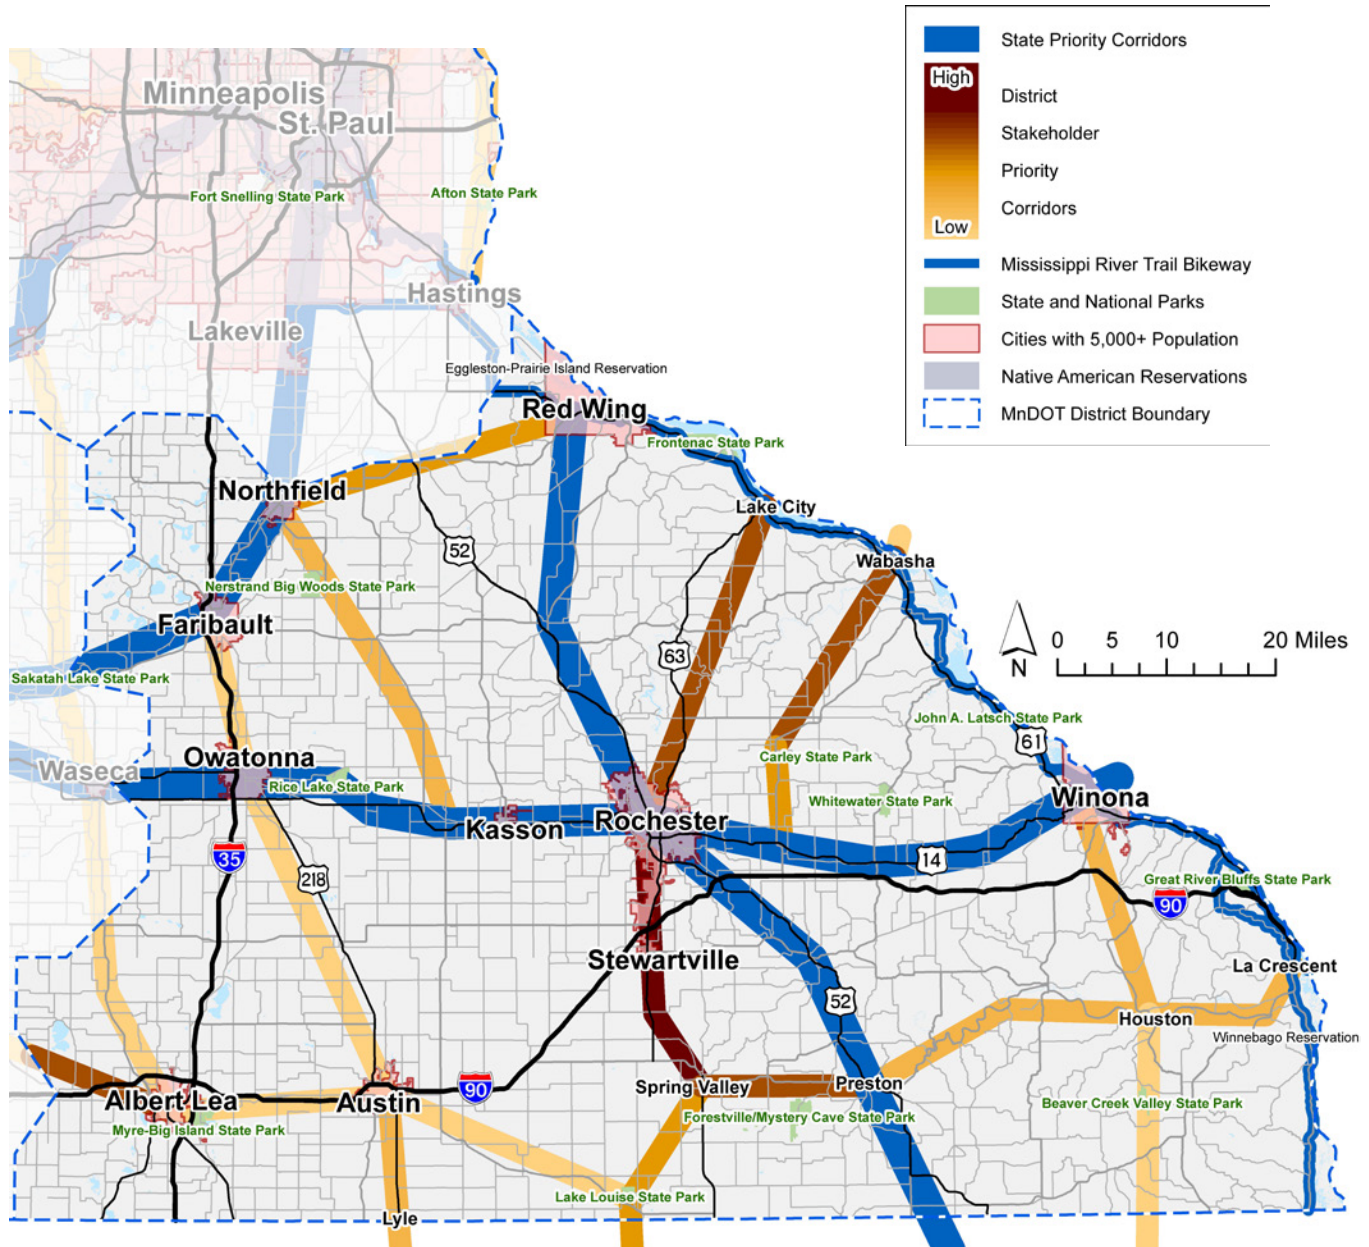 State Priority Corridors
High
District
Stakeholder
Priority
Corridors
Low
Mississippi River Trail Bikeway
State and National Parks
Cities with 5,000+ Population
Native American Reservations
MnDOT District Boundary
Minneapolis
St. Paul
Fort Snelling State Park
Afton State Park
Hastings
Lakeville
Eggleston-Prairie Island Reservation
Red Wing
Frontenac State Park
Northfield
Lake City
52
Wabasha
Nerstrand Big Woods State Park
Faribault
63
0 5 10 20 Miles
N
Sakatah Lake State Park
John A. Latsch State Park
61
Owatonna
Carley State Park
Waseca
Rice Lake State Park
Whitewater State Park
Winona
Kasson
Rochester
35
14
218
Great River Bluffs State Park
90
Stewartville
La Crescent
52
Houston
Winnebago Reservation
90
Spring Valley
Preston
Albert Lea
Austin
Beaver Creek Valley State Park
Forestville/Mystery Cave State Park
Myre-Big Island State Park
Lake Louise State Park
Lyle